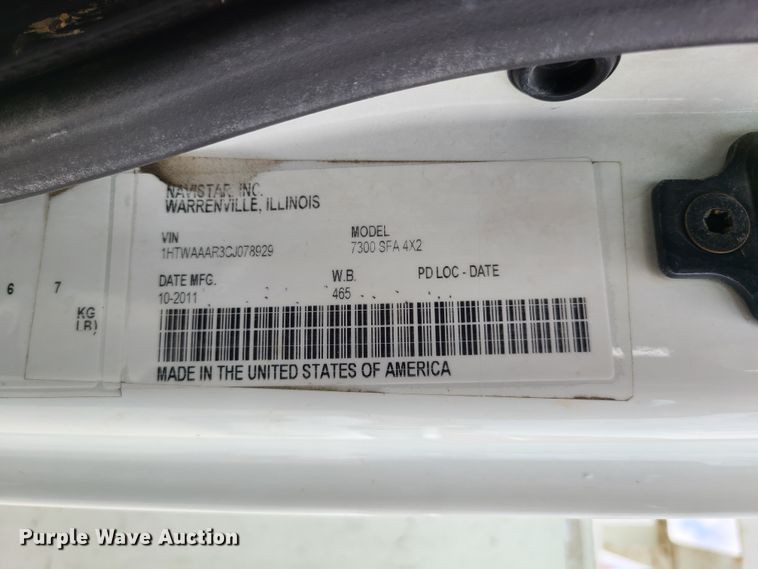 NAVISTAR, INC.
WARRENVILLE, ILLINOIS
VIN MODEL
1HTWAAAR3CJ078929 7300 SFA 4X2
DATE MFG. W.B. PD LOC - DATE
10-2011 465
6 7
KG
(LB)
MADE IN THE UNITED STATES OF AMERICA
Purple Wave Auction